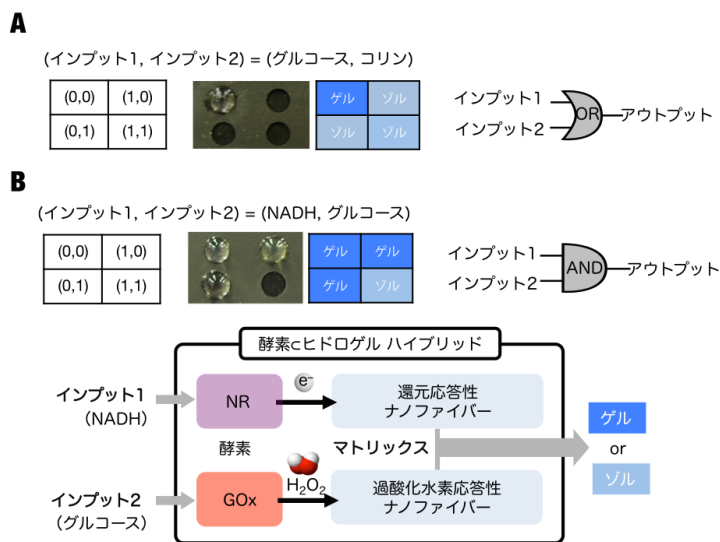 A
(インプット1, インプット2) = (グルコース, コリン)
(0,0) (1,0) ゲル ゾル
(0,1) (1,1) ゾル ゾル
インプット1
インプット2
OR
アウトプット
B
(インプット1, インプット2) = (NADH, グルコース)
(0,0) (1,0) ゲル ゲル
(0,1) (1,1) ゲル ゾル
インプット1
インプット2
AND
アウトプット
酵素⊂ヒドロゲル ハイブリッド
インプット1
(NADH)
NR
e⁻
還元応答性
ナノファイバー
酵素
マトリックス
インプット2
(グルコース)
GOx
H₂O₂
過酸化水素応答性
ナノファイバー
ゲル
or
ゾル